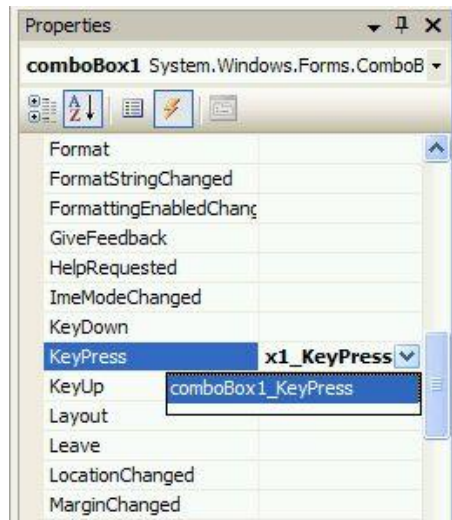 Properties
comboBox1 System.Windows.Forms.ComboB
Format
FormatStringChanged
FormattingEnabledChang
GiveFeedback
HelpRequested
ImeModeChanged
KeyDown
KeyPress x1_KeyPress
KeyUp comboBox1_KeyPress
Layout
Leave
LocationChanged
MarginChanged